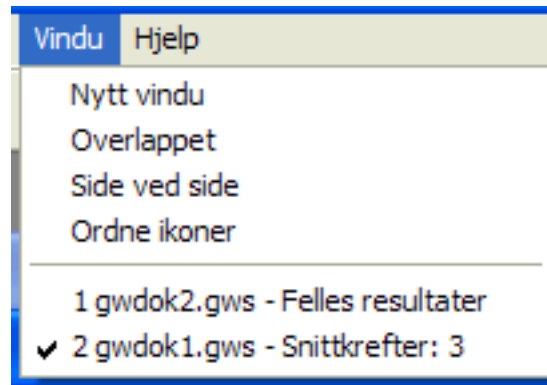 Vindu Hjelp
Nytt vindu
Overlappet
Side ved side
Ordne ikoner
1 gwdok2.gws - Felles resultater
2 gwdok1.gws - Snittkrefter: 3